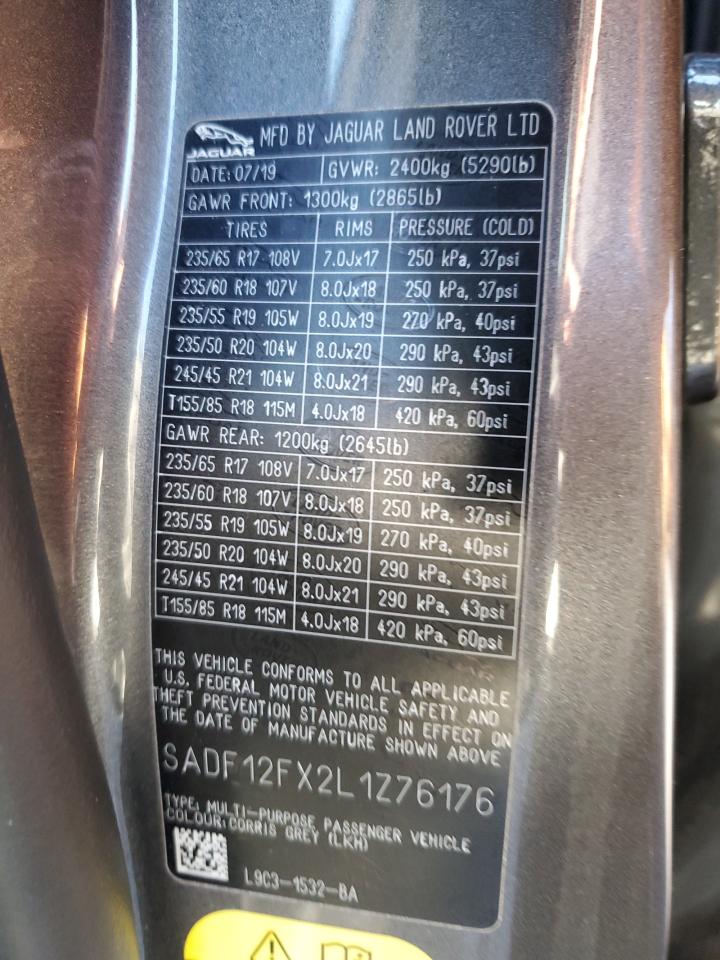 JAGUAR MFD BY JAGUAR LAND ROVER LTD
DATE: 07/19 GVWR: 2400kg (5290lb)
GAWR FRONT: 1300kg (2865lb)
TIRES RIMS PRESSURE (COLD)
235/65 R17 108V 7.0Jx17 250 kPa, 37psi
235/60 R18 107V 8.0Jx18 250 kPa, 37psi
235/55 R19 105W 8.0Jx19 270 kPa, 40psi
235/50 R20 104W 8.0Jx20 290 kPa, 43psi
245/45 R21 104W 8.0Jx21 290 kPa, 43psi
T155/85 R18 115M 4.0Jx18 420 kPa, 60psi
GAWR REAR: 1200kg (2645lb)
235/65 R17 108V 7.0Jx17 250 kPa, 37psi
235/60 R18 107V 8.0Jx18 250 kPa, 37psi
235/55 R19 105W 8.0Jx19 270 kPa, 40psi
235/50 R20 104W 8.0Jx20 290 kPa, 43psi
245/45 R21 104W 8.0Jx21 290 kPa, 43psi
T155/85 R18 115M 4.0Jx18 420 kPa, 60psi
THIS VEHICLE CONFORMS TO ALL APPLICABLE
U.S. FEDERAL MOTOR VEHICLE SAFETY AND
THEFT PREVENTION STANDARDS IN EFFECT ON
THE DATE OF MANUFACTURE SHOWN ABOVE
SADF12FX2L1Z76176
TYPE: MULTI-PURPOSE PASSENGER VEHICLE
COLOUR: CORRIS GREY (LKH)
L9C3-1532-BA